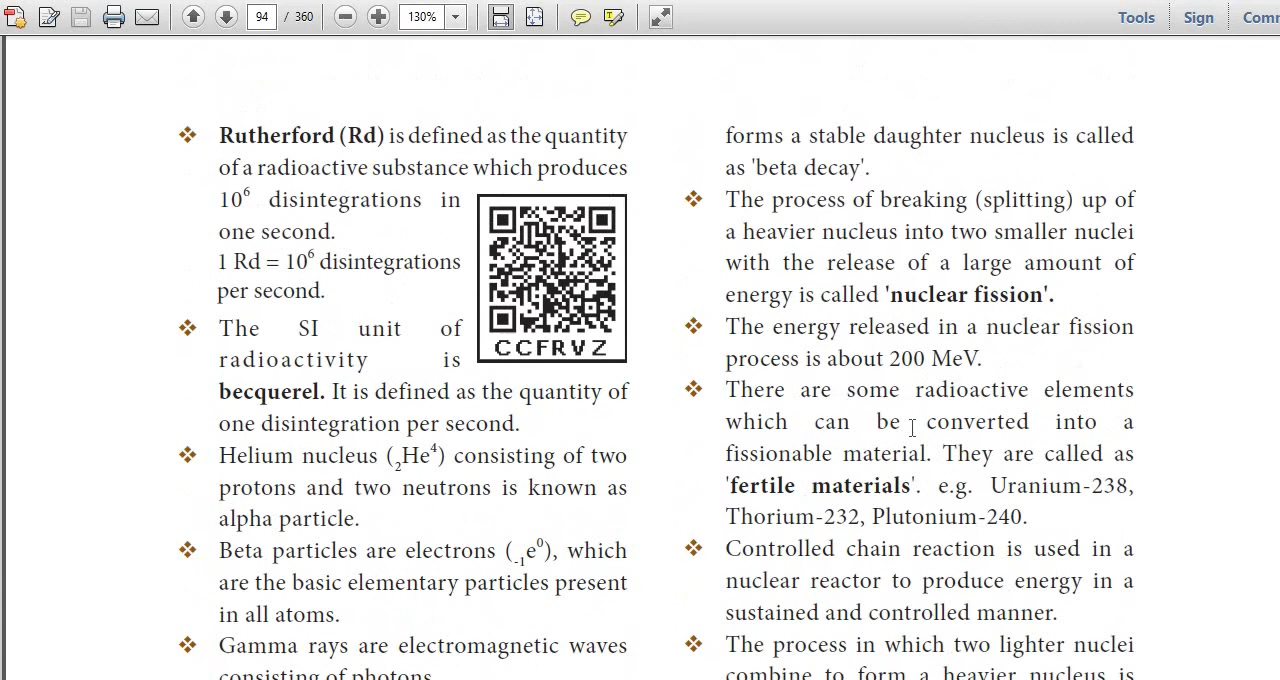 94 / 360
130%
Tools
Sign
Comm
Rutherford (Rd) is defined as the quantity
of a radioactive substance which produces
10⁶ disintegrations in
one second.
1 Rd = 10⁶ disintegrations
per second.
The SI unit of
radioactivity is
becquerel. It is defined as the quantity of
one disintegration per second.
Helium nucleus (₂He⁴) consisting of two
protons and two neutrons is known as
alpha particle.
Beta particles are electrons (₋₁e⁰), which
are the basic elementary particles present
in all atoms.
Gamma rays are electromagnetic waves
consisting of photons.
CCFRVZ
forms a stable daughter nucleus is called
as 'beta decay'.
The process of breaking (splitting) up of
a heavier nucleus into two smaller nuclei
with the release of a large amount of
energy is called 'nuclear fission'.
The energy released in a nuclear fission
process is about 200 MeV.
There are some radioactive elements
which can be converted into a
fissionable material. They are called as
'fertile materials'. e.g. Uranium-238,
Thorium-232, Plutonium-240.
Controlled chain reaction is used in a
nuclear reactor to produce energy in a
sustained and controlled manner.
The process in which two lighter nuclei
combine to form a heavier nucleus is